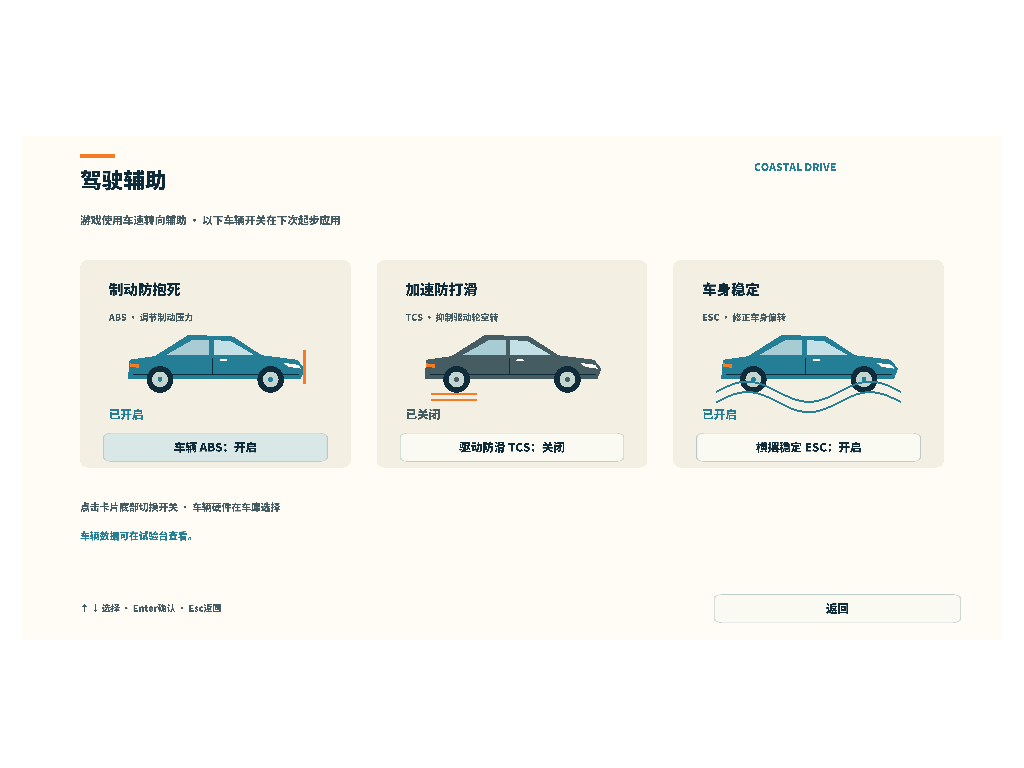 驾驶辅助
COASTAL DRIVE
游戏使用车速转向辅助 · 以下车辆开关在下次起步应用
制动防抱死
ABS · 调节制动压力
已开启
车辆 ABS：开启
加速防打滑
TCS · 抑制驱动轮空转
已关闭
驱动防滑 TCS：关闭
车身稳定
ESC · 修正车身偏转
已开启
横摆稳定 ESC：开启
点击卡片底部切换开关 · 车辆硬件在车库选择
车辆数据可在试验台查看。
↑ ↓ 选择 · Enter确认 · Esc返回
返回